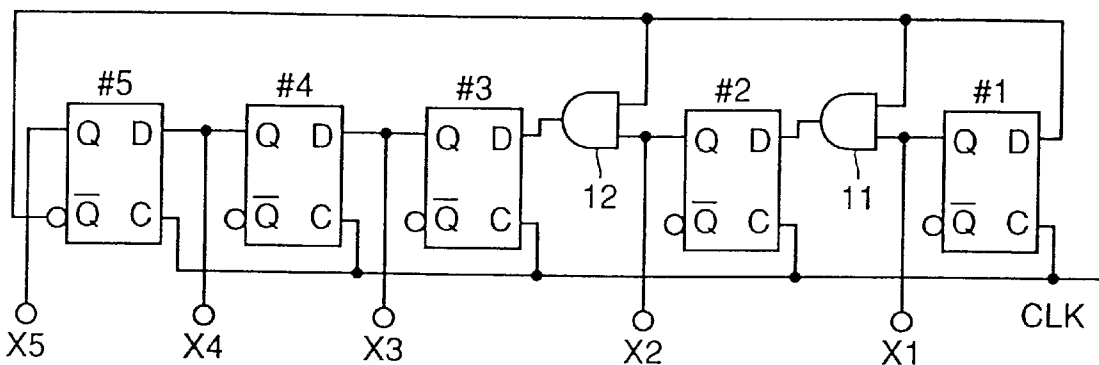 #5 #4 #3 #2 #1
Q D Q D Q D Q D Q D
12 11
Q̅ C Q̅ C Q̅ C Q̅ C Q̅ C
CLK
X5 X4 X3 X2 X1